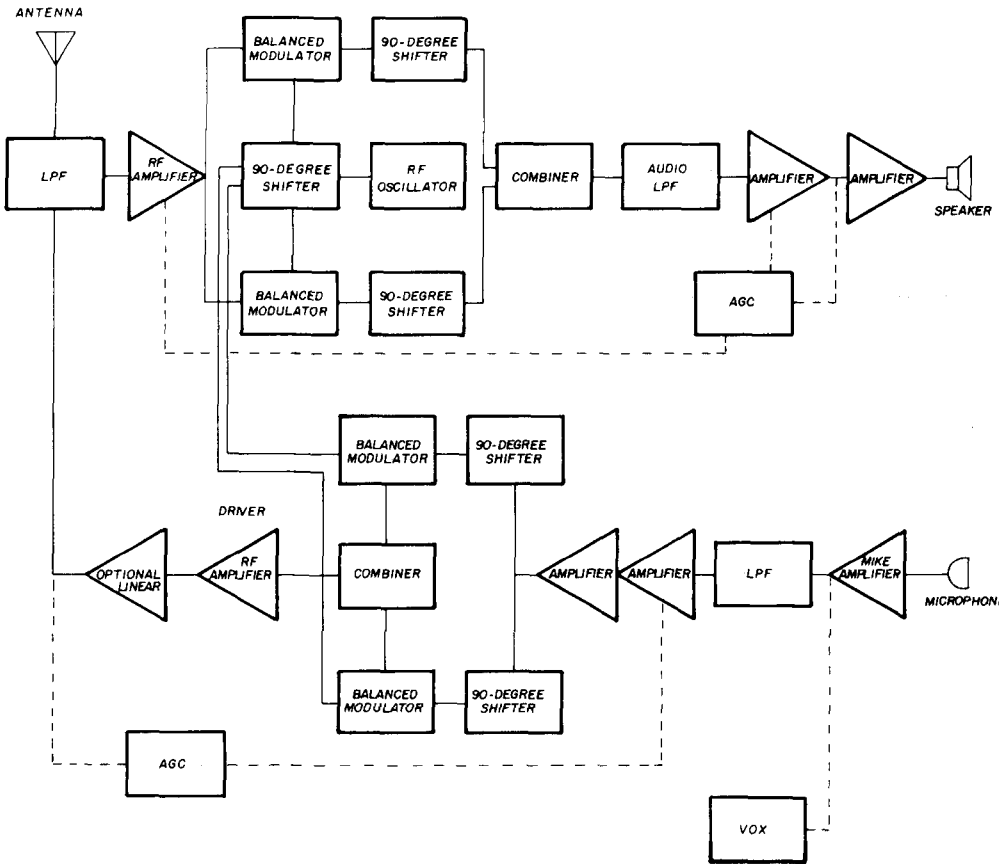 ANTENNA
BALANCED
MODULATOR
90-DEGREE
SHIFTER
LPF
RF
AMPLIFIER
90-DEGREE
SHIFTER
RF
OSCILLATOR
COMBINER
AUDIO
LPF
AMPLIFIER
AMPLIFIER
SPEAKER
BALANCED
MODULATOR
90-DEGREE
SHIFTER
AGC
BALANCED
MODULATOR
90-DEGREE
SHIFTER
DRIVER
OPTIONAL
LINEAR
RF
AMPLIFIER
COMBINER
AMPLIFIER
AMPLIFIER
LPF
MIKE
AMPLIFIER
MICROPHON
BALANCED
MODULATOR
90-DEGREE
SHIFTER
AGC
VOX